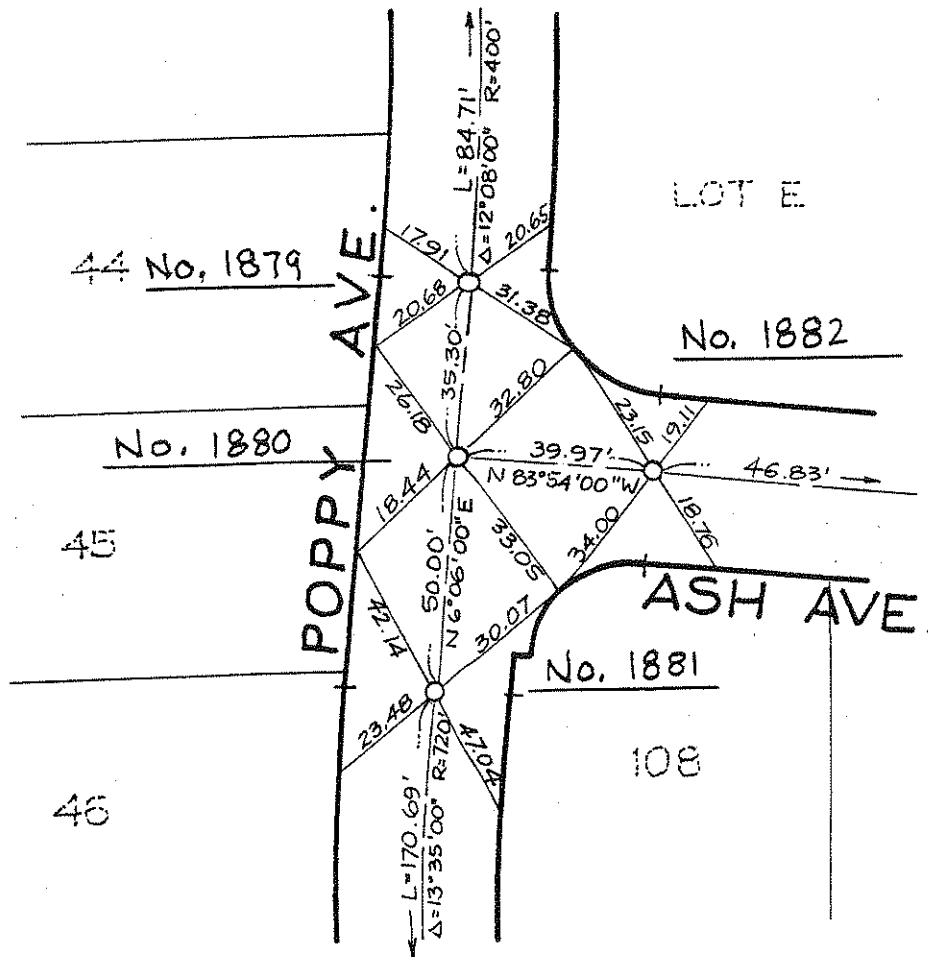 L=84.71'
Δ=12°08'00" R=400'
LOT E
17.91
20.65
44
No. 1879
POPPY AVE.
20.68
31.38
No. 1882
35.30'
26.18
32.80
23.15
19.11
No. 1880
39.97'
N 83°54'00"W
46.83'
18.44
18.76
45
50.00'
N 6°06'00"E
33.05
34.00
42.14
30.07
ASH AVE.
No. 1881
23.48
47.04
108
46
L=170.69'
Δ=13°35'00" R=720'